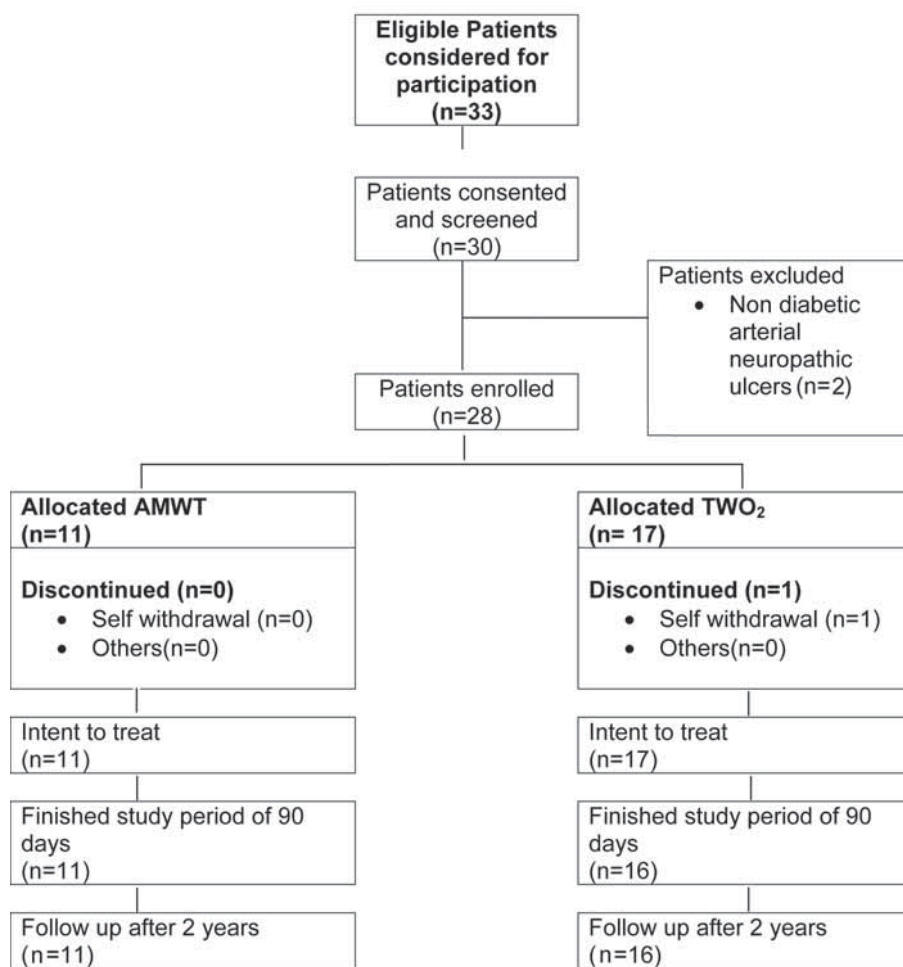 Eligible Patients
considered for
participation
(n=33)
Patients consented
and screened
(n=30)
Patients excluded
• Non diabetic
arterial
neuropathic
ulcers (n=2)
Patients enrolled
(n=28)
Allocated AMWT
(n=11)
Discontinued (n=0)
• Self withdrawal (n=0)
• Others(n=0)
Intent to treat
(n=11)
Finished study period of 90
days
(n=11)
Follow up after 2 years
(n=11)
Allocated TWO₂
(n= 17)
Discontinued (n=1)
• Self withdrawal (n=1)
• Others(n=0)
Intent to treat
(n=17)
Finished study period of 90
days
(n=16)
Follow up after 2 years
(n=16)